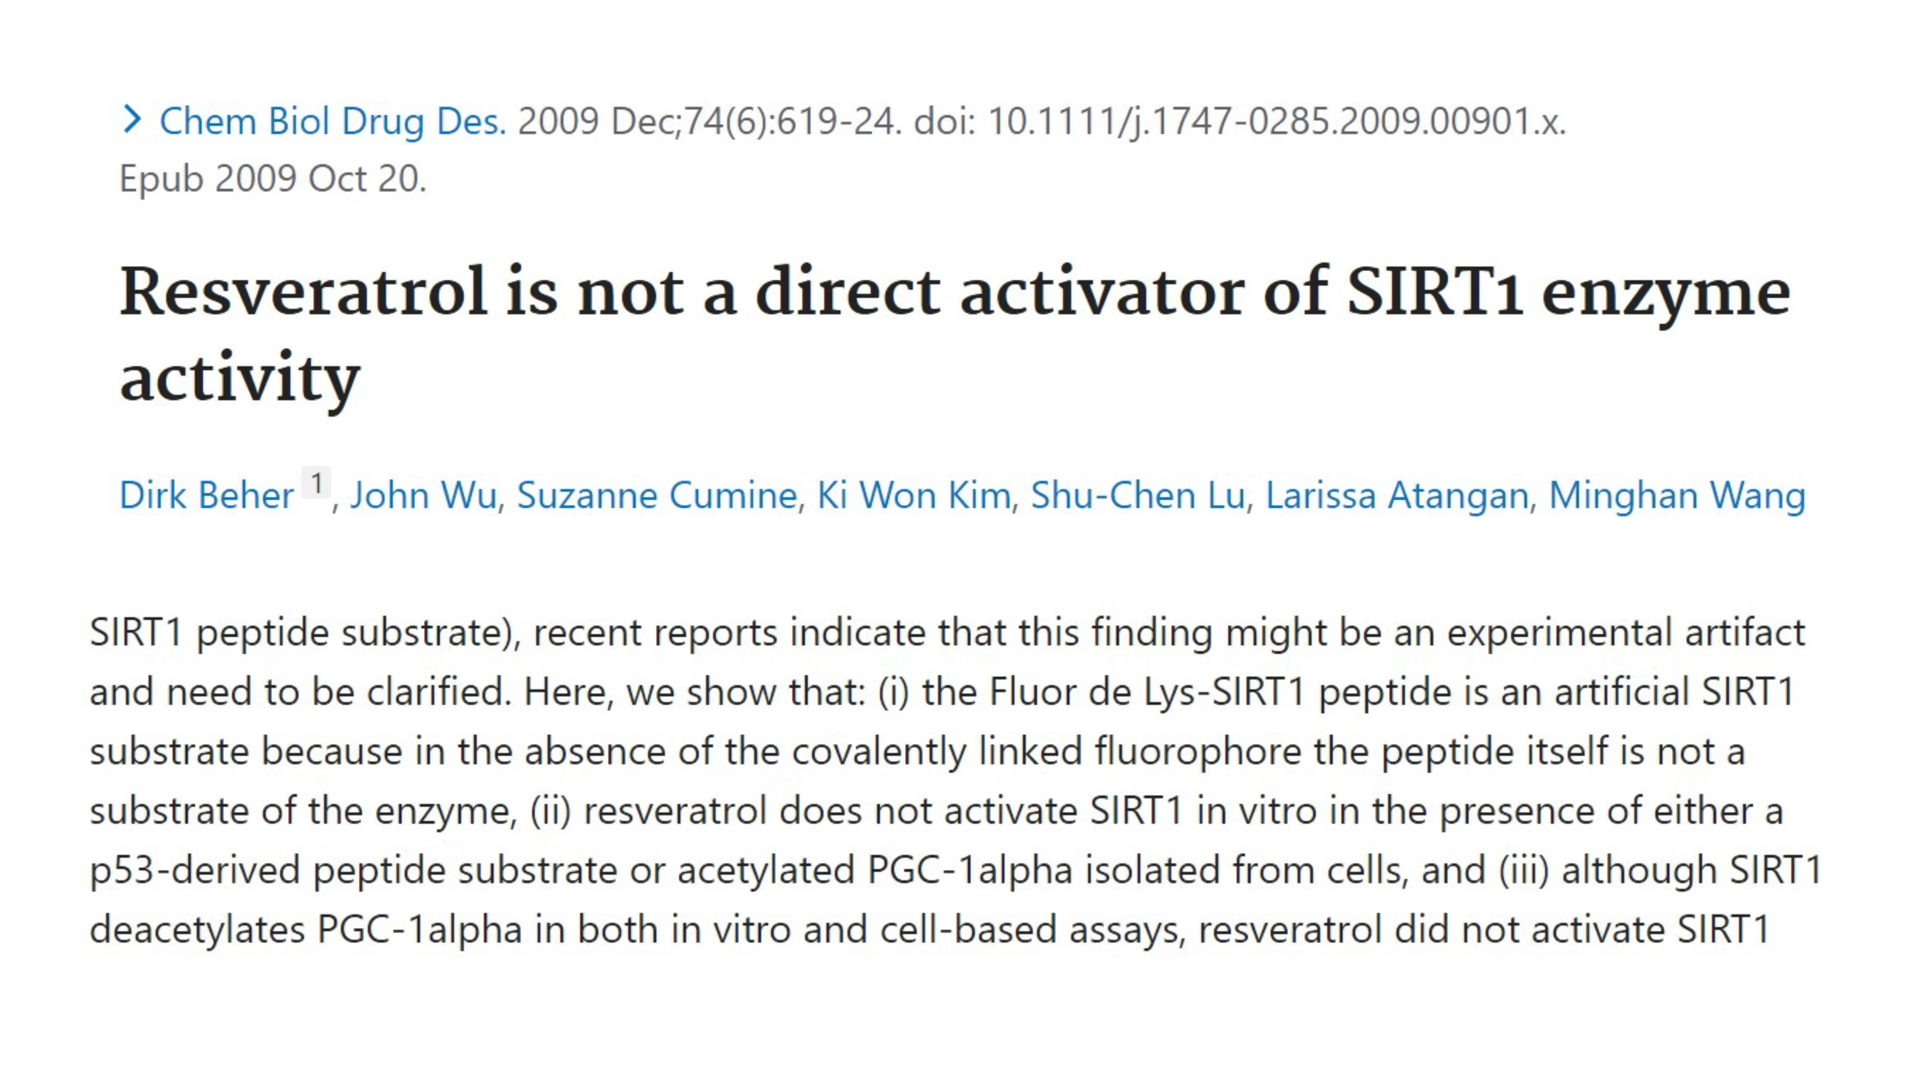 > Chem Biol Drug Des. 2009 Dec;74(6):619-24. doi: 10.1111/j.1747-0285.2009.00901.x.
Epub 2009 Oct 20.
Resveratrol is not a direct activator of SIRT1 enzyme
activity
Dirk Beher 1, John Wu, Suzanne Cumine, Ki Won Kim, Shu-Chen Lu, Larissa Atangan, Minghan Wang
SIRT1 peptide substrate), recent reports indicate that this finding might be an experimental artifact
and need to be clarified. Here, we show that: (i) the Fluor de Lys-SIRT1 peptide is an artificial SIRT1
substrate because in the absence of the covalently linked fluorophore the peptide itself is not a
substrate of the enzyme, (ii) resveratrol does not activate SIRT1 in vitro in the presence of either a
p53-derived peptide substrate or acetylated PGC-1alpha isolated from cells, and (iii) although SIRT1
deacetylates PGC-1alpha in both in vitro and cell-based assays, resveratrol did not activate SIRT1